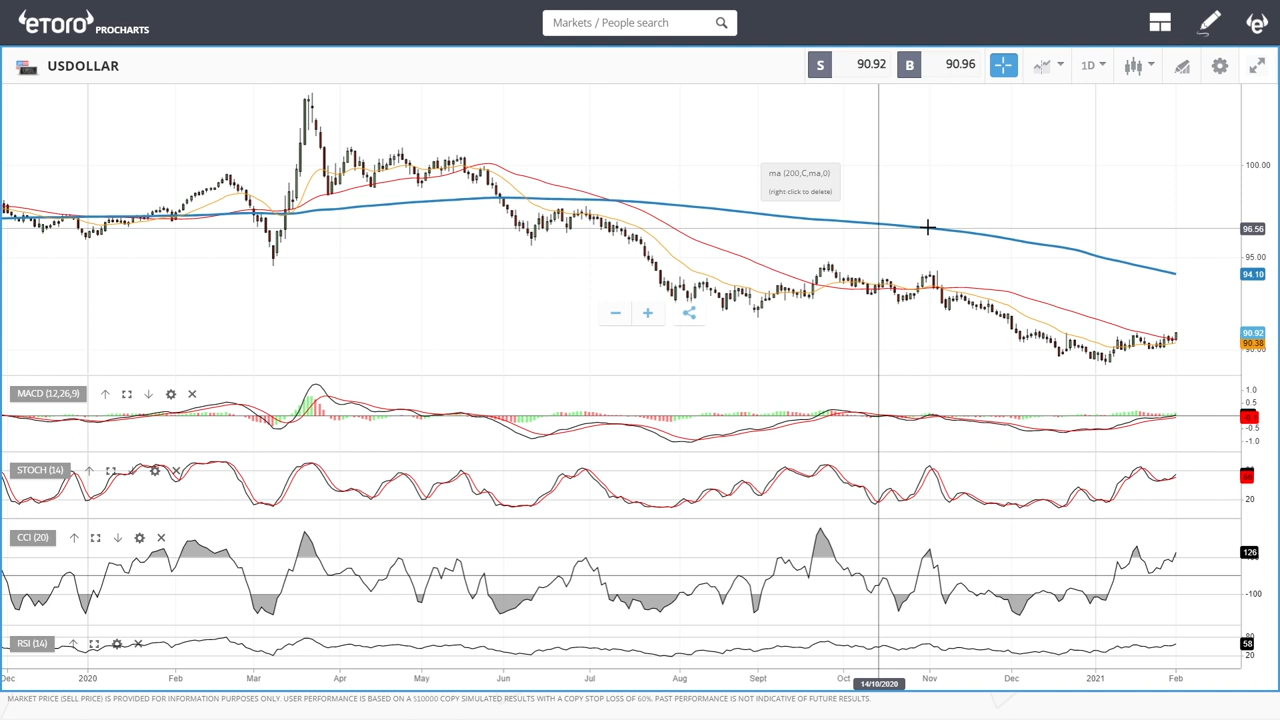 eToro PROCHARTS
Markets / People search
USDOLLAR
S 90.92 B 90.96 1D
ma (200,C,ma,0)
(right click to delete)
100.00
96.56
95.00
94.10
90.92
90.38
90.00
MACD (12,26,9)
1.0
0.5
-0.5
-1.0
STOCH (14)
20
CCI (20)
126
-100
RSI (14)
80
58
20
Dec 2020 Feb Mar Apr May Jun Jul Aug Sept Oct Nov Dec 2021 Feb
14/10/2020
MARKET PRICE (SELL PRICE) IS PROVIDED FOR INFORMATION PURPOSES ONLY. USER PERFORMANCE IS BASED ON A $10000 COPY SIMULATED RESULTS WITH A COPY STOP LOSS OF 60%. PAST PERFORMANCE IS NOT INDICATIVE OF FUTURE RESULTS.